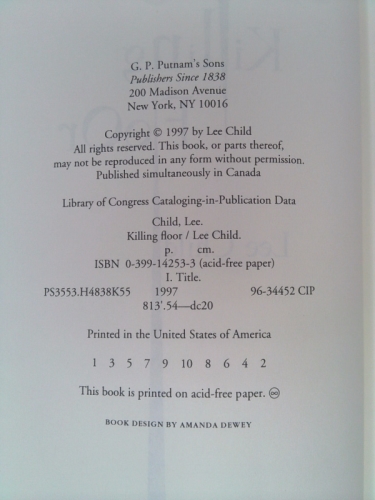 G. P. Putnam's Sons
Publishers Since 1838
200 Madison Avenue
New York, NY 10016
Copyright © 1997 by Lee Child
All rights reserved. This book, or parts thereof,
may not be reproduced in any form without permission.
Published simultaneously in Canada
Library of Congress Cataloging-in-Publication Data
Child, Lee.
Killing floor / Lee Child.
p. cm.
ISBN 0-399-14253-3 (acid-free paper)
I. Title.
PS3553.H4838K55 1997 96-34452 CIP
813'.54—dc20
Printed in the United States of America
1 3 5 7 9 10 8 6 4 2
This book is printed on acid-free paper. ♾
BOOK DESIGN BY AMANDA DEWEY